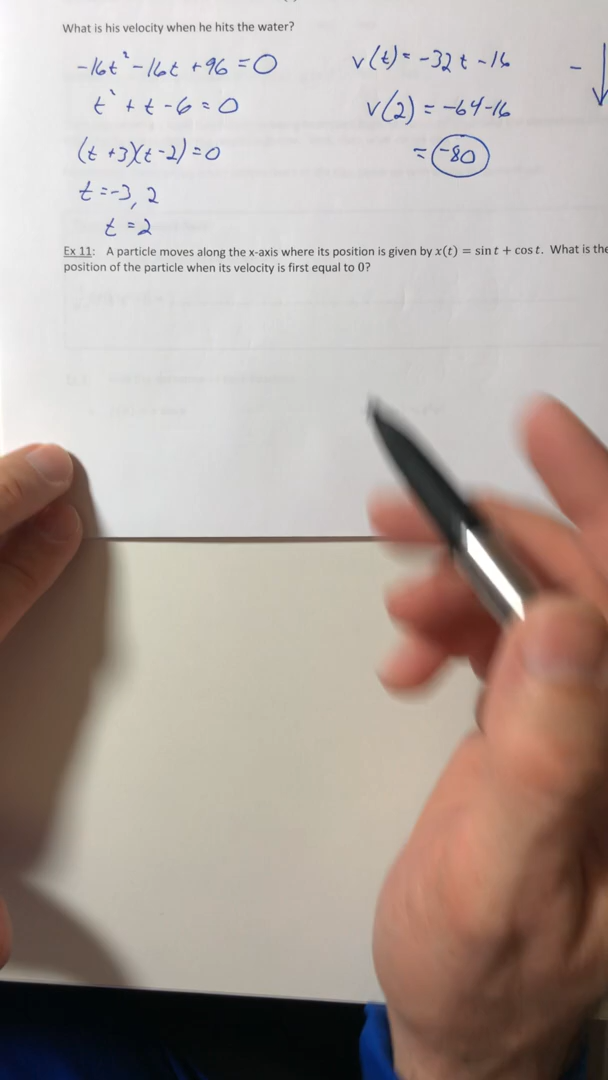 What is his velocity when he hits the water?
-16t² - 16t + 96 = 0
v(t) = -32t - 16
-
t² + t - 6 = 0
v(2) = -64 - 16
(t + 3)(t - 2) = 0
= -80
t = -3, 2
t = 2
Ex 11: A particle moves along the x-axis where its position is given by x(t) = sin t + cos t. What is the
position of the particle when its velocity is first equal to 0?